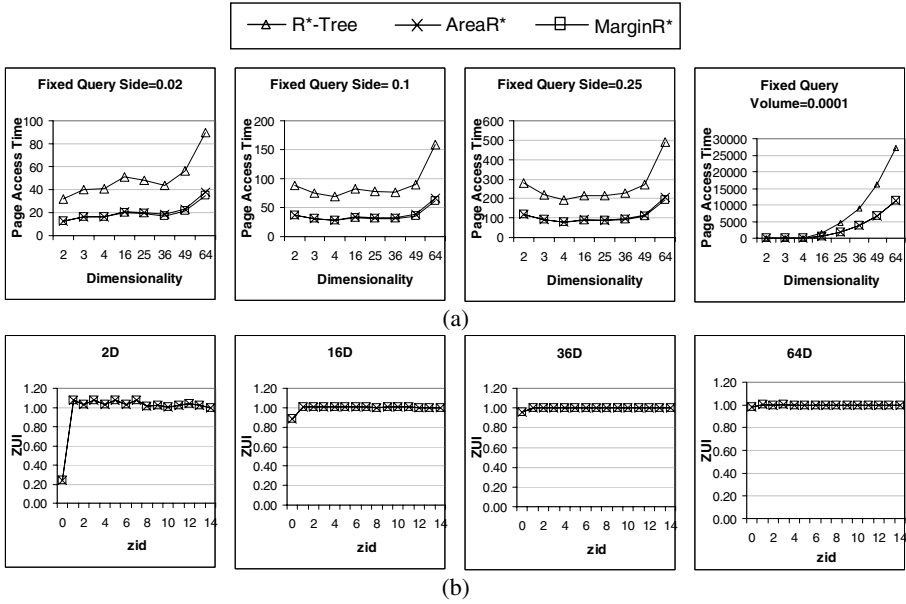 (a)
R*-Tree AreaR* MarginR*
Fixed Query Side=0.02
Page Access Time
100
80
60
40
20
0
2 3 4 16 25 36 49 64
Dimensionality
Fixed Query Side= 0.1
Page Access Time
200
150
100
50
0
2 3 4 16 25 36 49 64
Dimensionality
Fixed Query Side=0.25
Page Access Time
600
500
400
300
200
100
0
2 3 4 16 25 36 49 64
Dimensionality
Fixed Query
Volume=0.0001
Page Access Time
30000
25000
20000
15000
10000
5000
0
2 3 4 16 25 36 49 64
Dimensionality
(a)
2D
ZUI
1.20
1.00
0.80
0.60
0.40
0.20
0.00
0 2 4 6 8 10 12 14
zid
16D
ZUI
1.20
1.00
0.80
0.60
0.40
0.20
0.00
0 2 4 6 8 10 12 14
zid
36D
ZUI
1.20
1.00
0.80
0.60
0.40
0.20
0.00
0 2 4 6 8 10 12 14
zid
64D
ZUI
1.20
1.00
0.80
0.60
0.40
0.20
0.00
0 2 4 6 8 10 12 14
zid
(b)